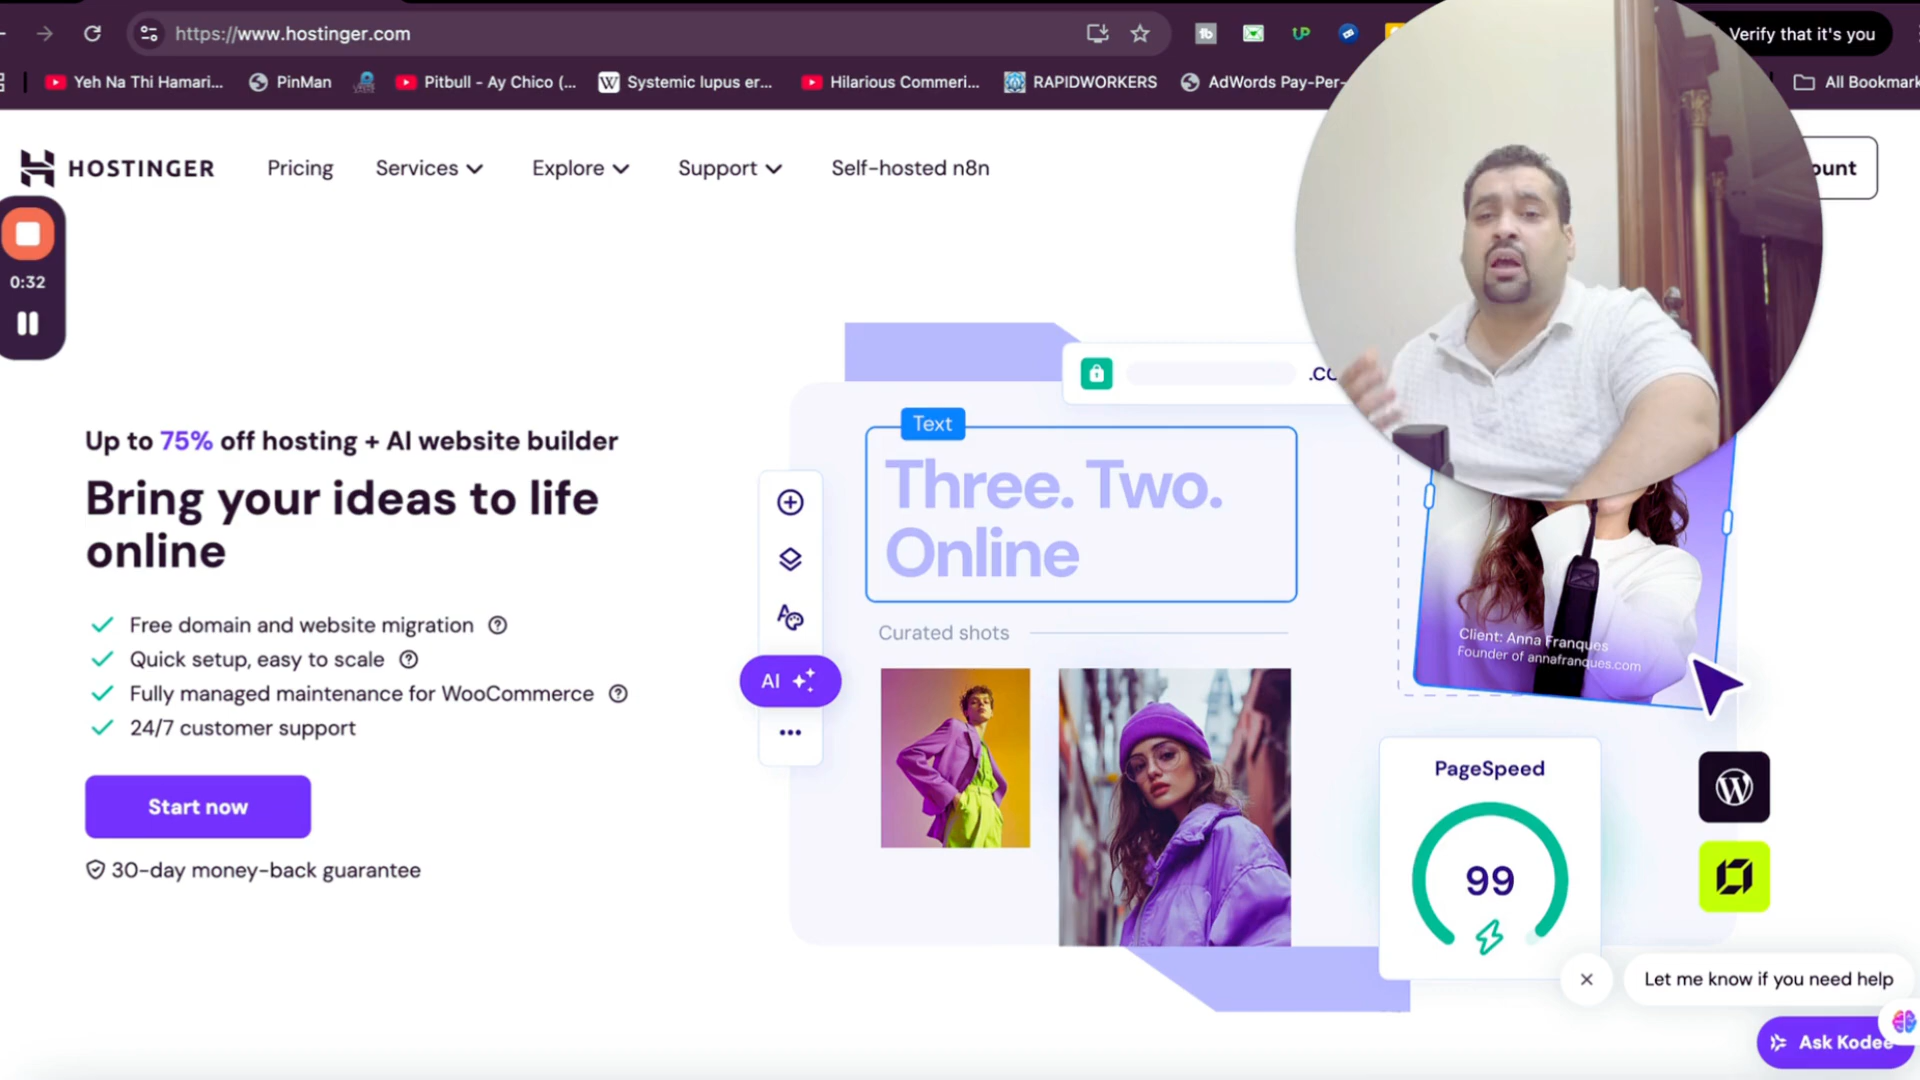 https://www.hostinger.com
Verify that it's you
Yeh Na Thi Hamari...
PinMan
Pitbull - Ay Chico (...
Systemic lupus er...
Hilarious Commeri...
RAPIDWORKERS
AdWords Pay-Per-
All Bookmark
HOSTINGER
Pricing
Services
Explore
Support
Self-hosted n8n
ount
0:32
Up to 75% off hosting + AI website builder
Bring your ideas to life
online
Free domain and website migration
Quick setup, easy to scale
Fully managed maintenance for WooCommerce
24/7 customer support
Start now
30-day money-back guarantee
.CO
Text
Three. Two.
Online
Curated shots
AI
Client: Anna Franques
Founder of annafranques.com
PageSpeed
99
Let me know if you need help
Ask Kodee